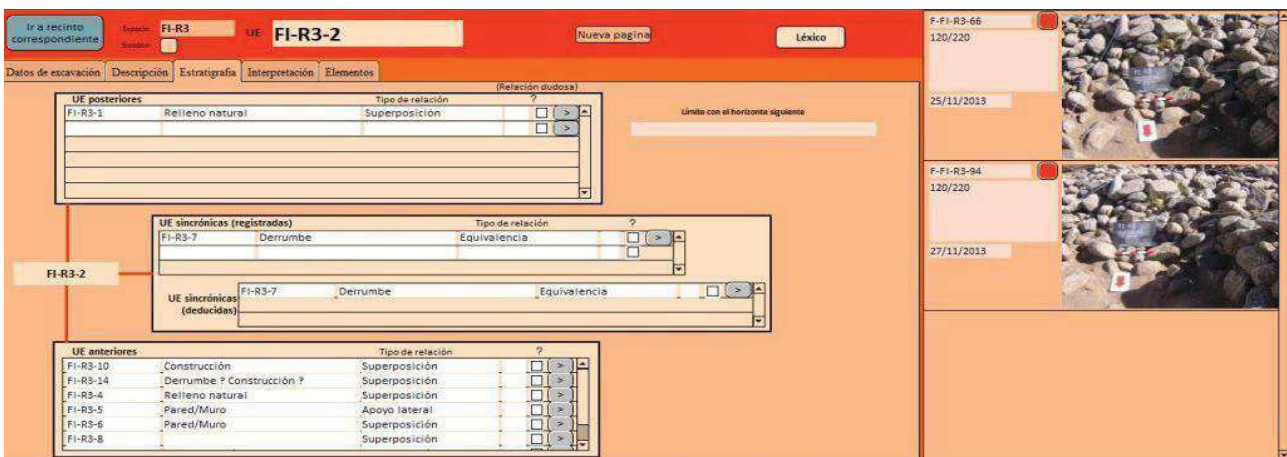 Ir a recinto correspondiente
Espacio FI-R3
Sondeo
UE FI-R3-2
Nueva pagina
Léxico
Datos de excavación Descripción Estratigrafía Interpretación Elementos
(Relación dudosa)
UE posteriores Tipo de relación ?
FI-R3-1 Relleno natural Superposición >
>
Límite con el horizonte siguiente
UE sincrónicas (registradas) Tipo de relación ?
FI-R3-7 Derrumbe Equivalencia >
FI-R3-2
UE sincrónicas (deducidas)
FI-R3-7 Derrumbe Equivalencia >
UE anteriores Tipo de relación ?
FI-R3-10 Construcción Superposición >
FI-R3-14 Derrumbe ? Construcción ? Superposición >
FI-R3-4 Relleno natural Superposición >
FI-R3-5 Pared/Muro Apoyo lateral >
FI-R3-6 Pared/Muro Superposición >
FI-R3-8 Superposición >
F-FI-R3-66
120/220
25/11/2013
F-FI-R3-94
120/220
27/11/2013